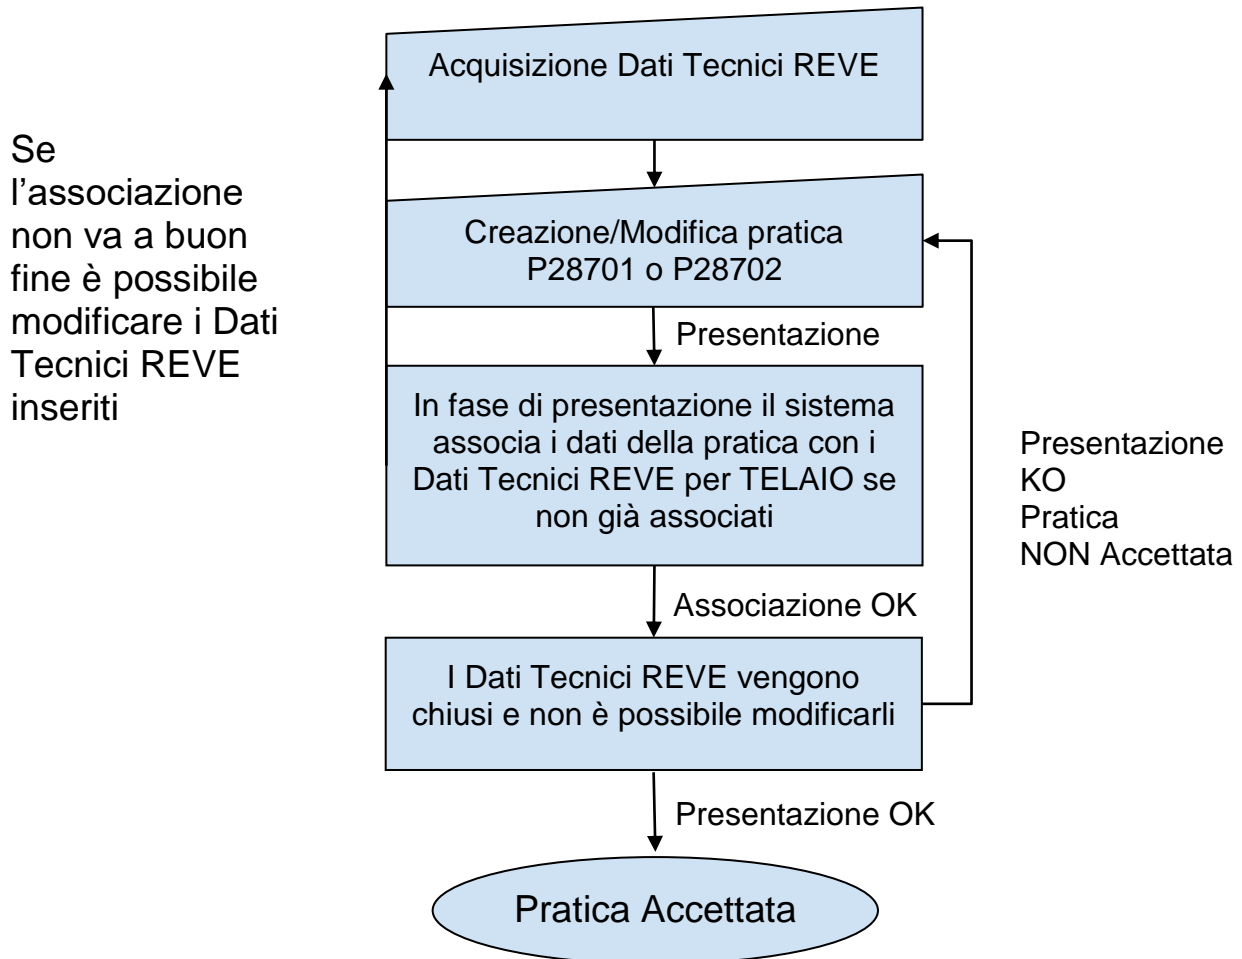 Acquisizione Dati Tecnici REVE
Se
l’associazione
non va a buon
fine è possibile
modificare i Dati
Tecnici REVE
inseriti
Creazione/Modifica pratica
P28701 o P28702
Presentazione
In fase di presentazione il sistema
associa i dati della pratica con i
Dati Tecnici REVE per TELAIO se
non già associati
Presentazione
KO
Pratica
NON Accettata
Associazione OK
I Dati Tecnici REVE vengono
chiusi e non è possibile modificarli
Presentazione OK
Pratica Accettata